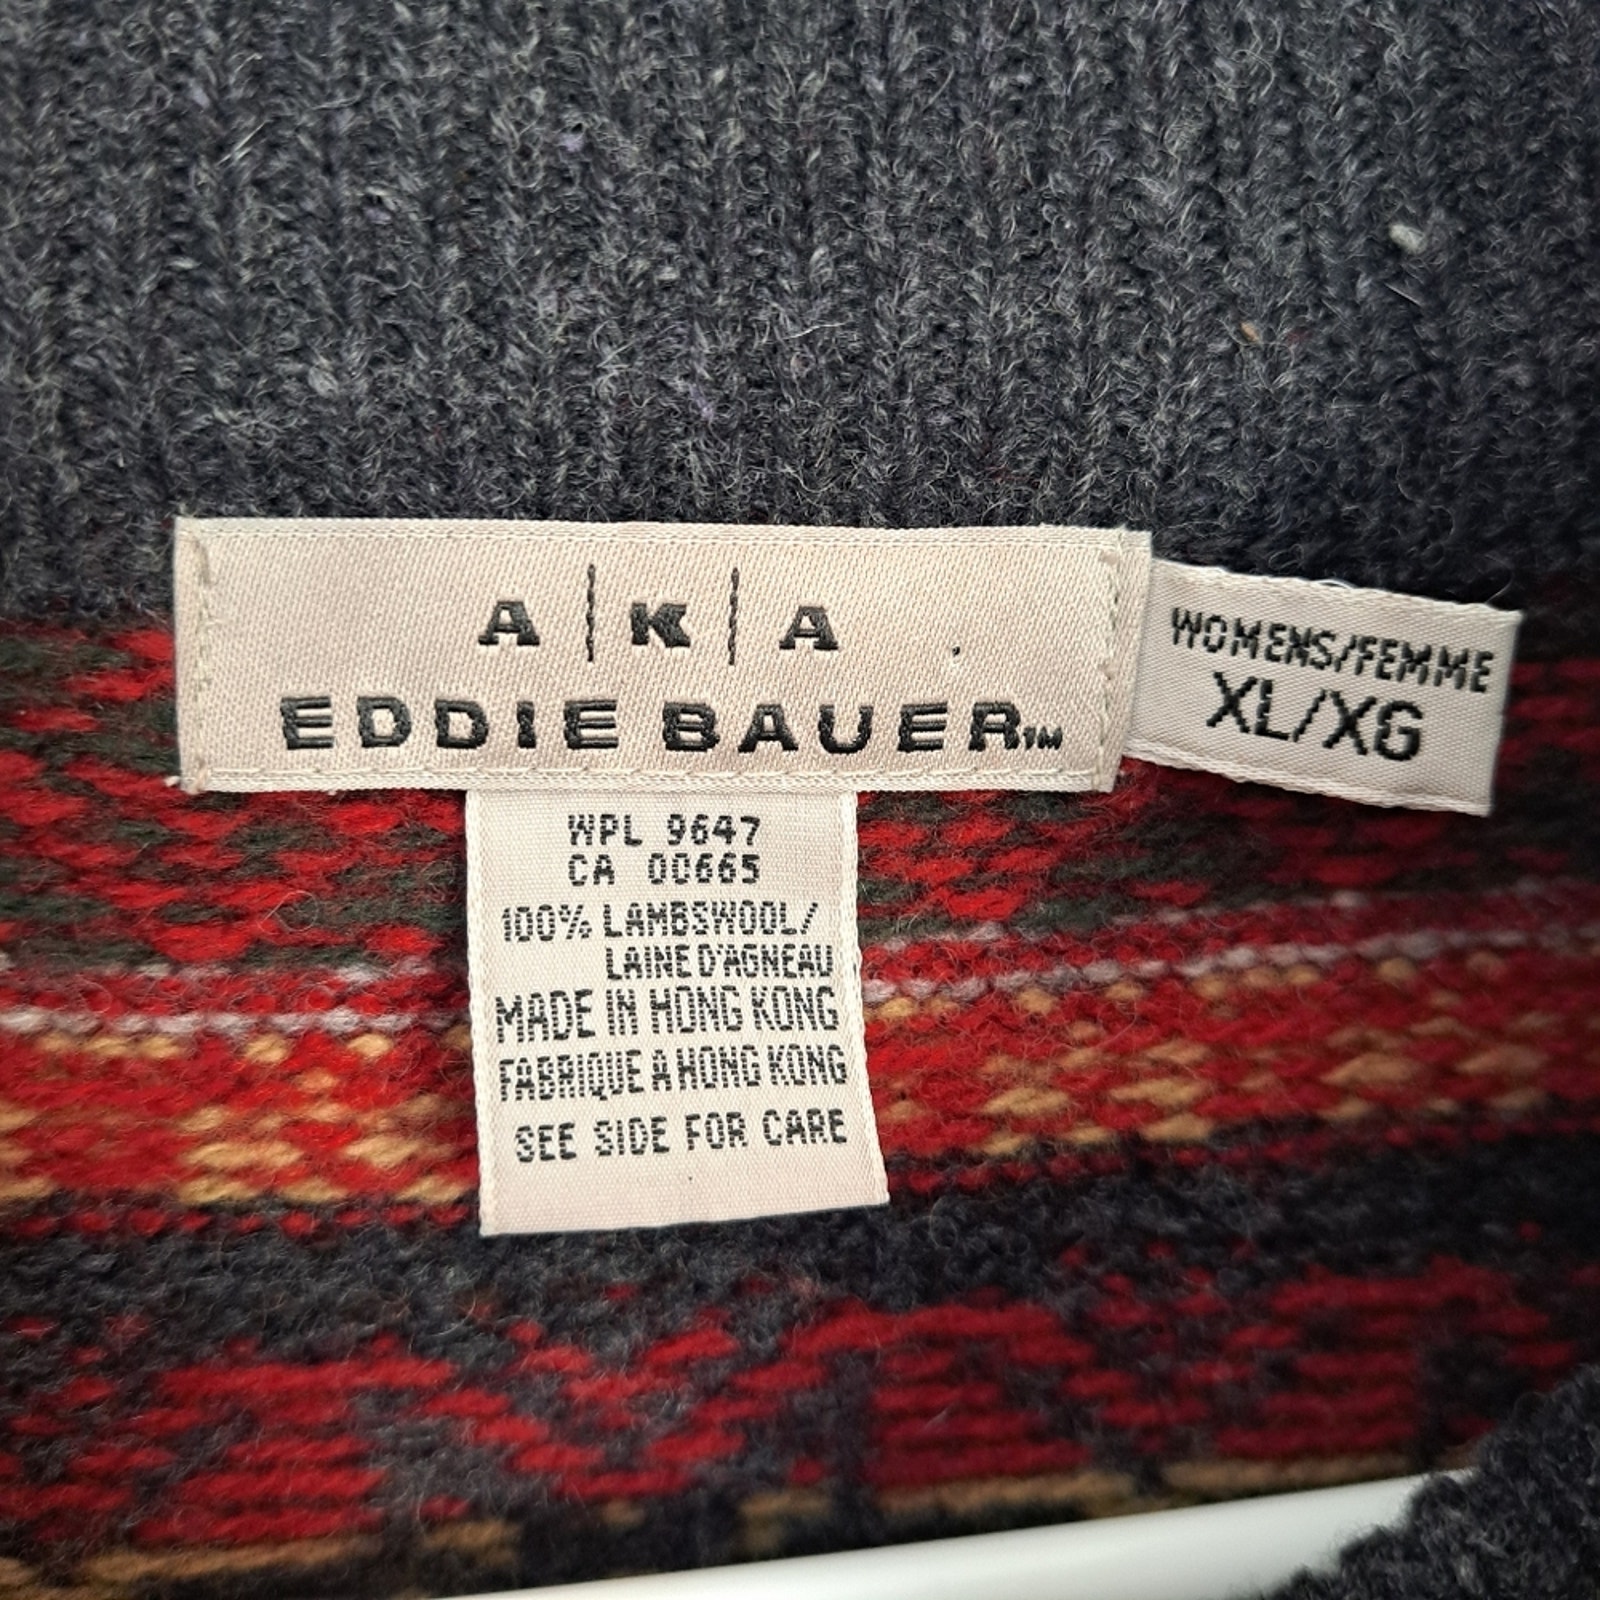 A|K|A
EDDIE BAUER™
WOMENS/FEMME
XL/XG
WPL 9647
CA 00665
100% LAMBSWOOL/
LAINE D'AGNEAU
MADE IN HONG KONG
FABRIQUE A HONG KONG
SEE SIDE FOR CARE